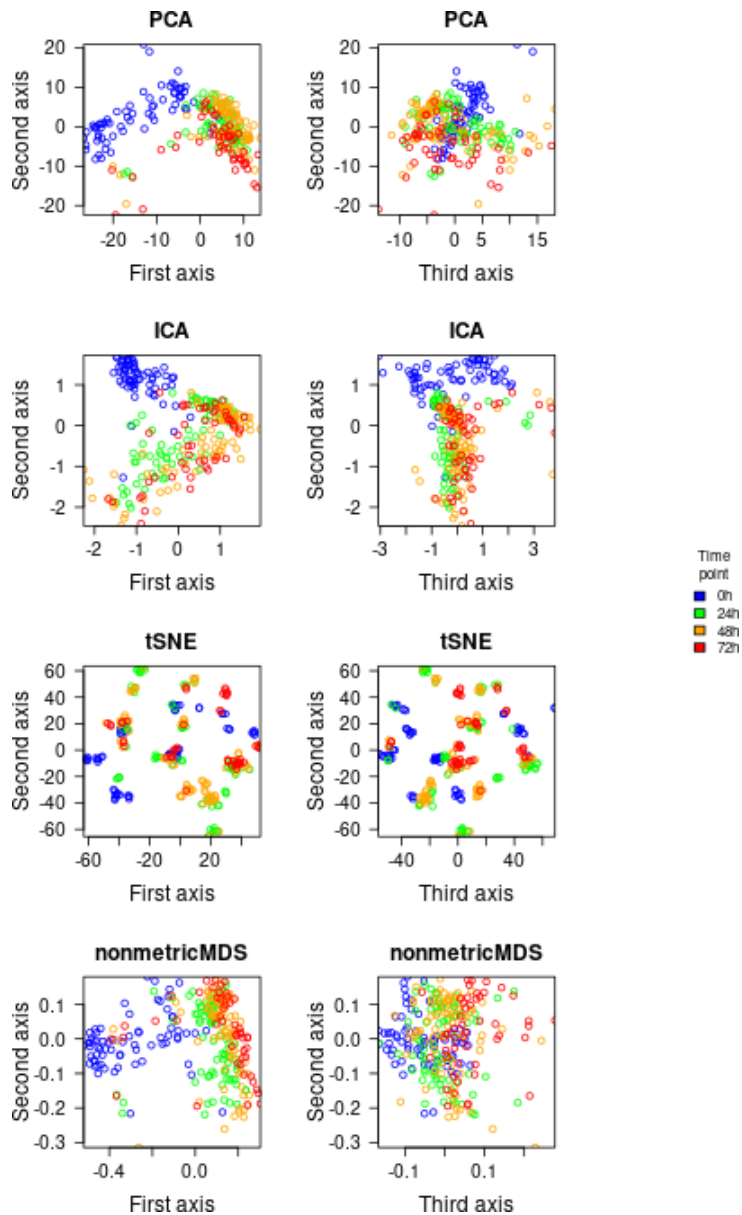 PCA
PCA
20
10
0
-10
-20
Second axis
-20
-10
0
10
First axis
20
10
0
-10
-20
Second axis
-10
0
5
15
Third axis
ICA
ICA
1
0
-1
-2
Second axis
-2
-1
0
1
First axis
1
0
-1
-2
Second axis
-3
-1
1
3
Third axis
Time
point
0h
24h
48h
72h
tSNE
tSNE
60
40
20
0
-20
-40
-60
Second axis
-60
-20
20
First axis
60
40
20
0
-20
-40
-60
Second axis
-40
0
40
Third axis
nonmetricMDS
nonmetricMDS
0.1
0.0
-0.1
-0.2
-0.3
Second axis
-0.4
0.0
First axis
0.1
0.0
-0.1
-0.2
-0.3
Second axis
-0.1
0.1
Third axis